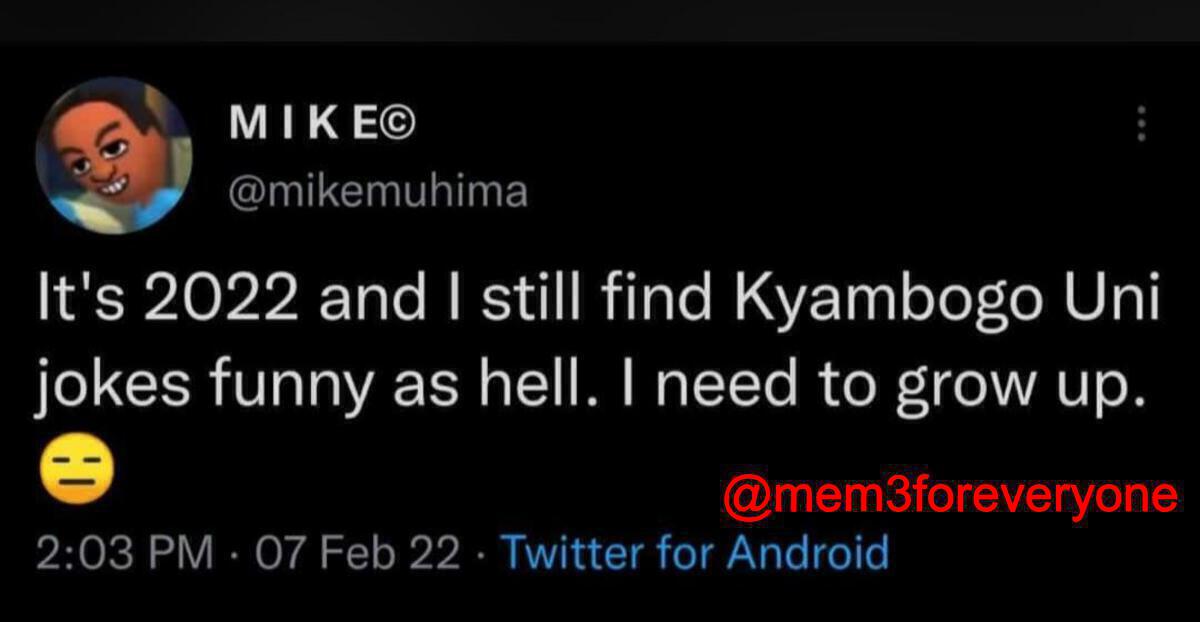 M I K E©
@mikemuhima
It's 2022 and I still find Kyambogo Uni
jokes funny as hell. I need to grow up.
😑
@mem3foreveryone
2:03 PM · 07 Feb 22 · Twitter for Android